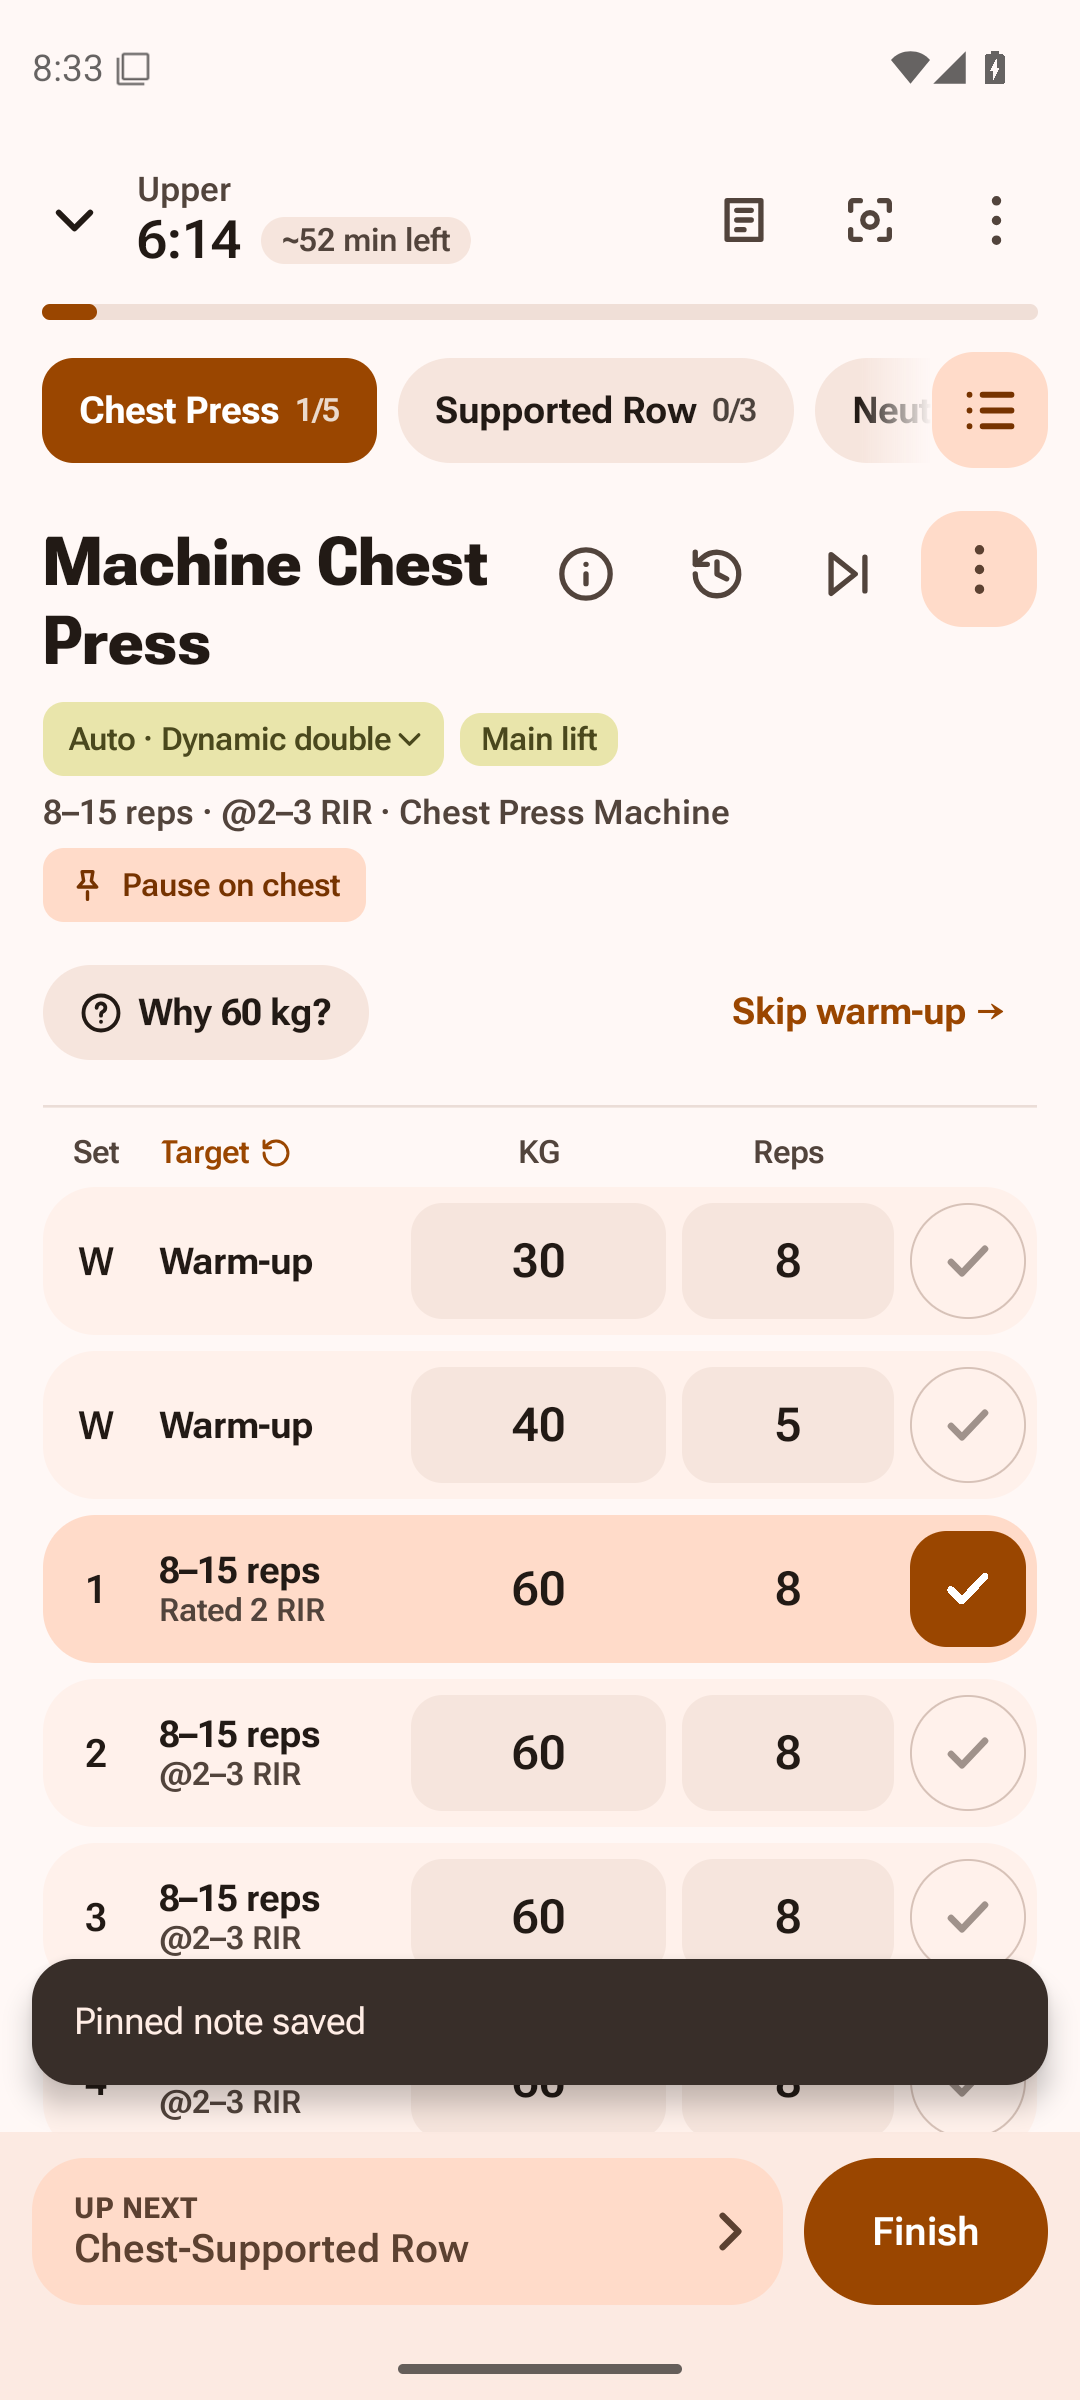 8:33
Upper
6:14 ~52 min left
Chest Press 1/5 Supported Row 0/3 Neut
Machine Chest
Press
Auto · Dynamic double Main lift
8–15 reps · @2–3 RIR · Chest Press Machine
Pause on chest
Why 60 kg? Skip warm-up →
Set Target KG Reps
W Warm-up 30 8
W Warm-up 40 5
1 8–15 reps 60 8
Rated 2 RIR
2 8–15 reps 60 8
@2–3 RIR
3 8–15 reps 60 8
@2–3 RIR
Pinned note saved
4 60 8
@2–3 RIR
UP NEXT
Chest-Supported Row
Finish